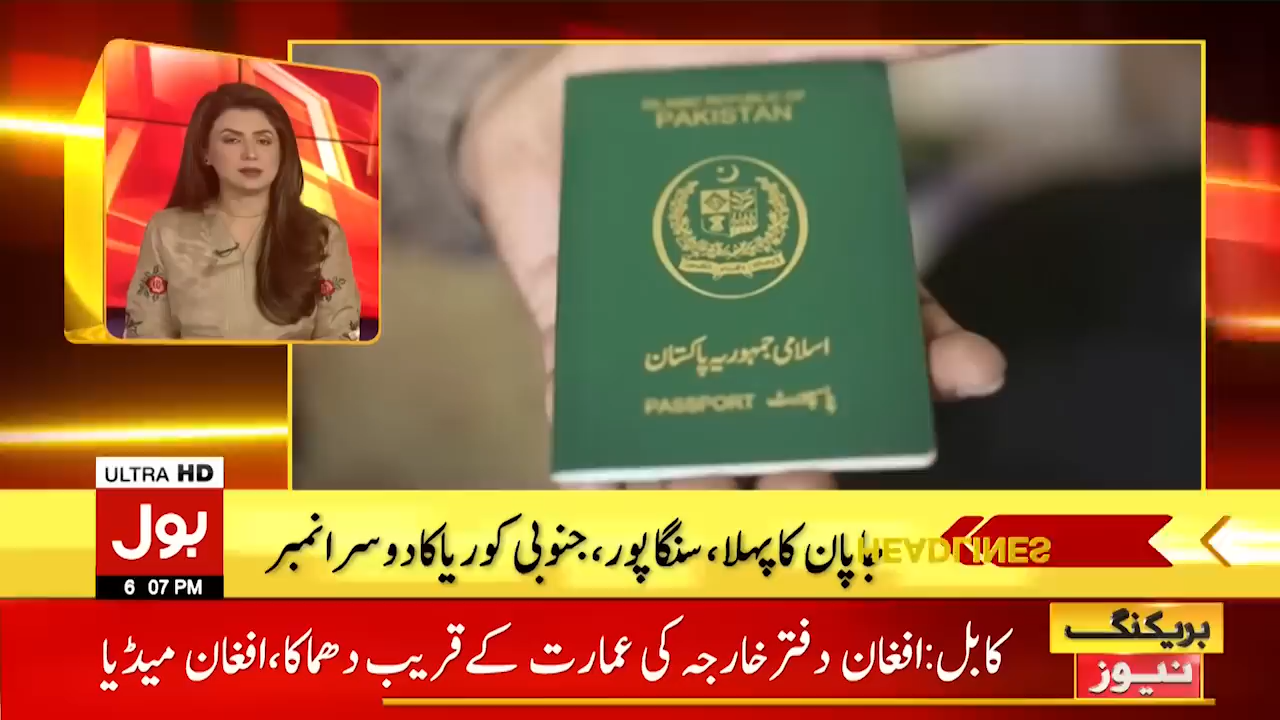 ISLAMIC REPUBLIC OF
PAKISTAN
اسلامی جمہوریہ پاکستان
PASSPORT پاسپورٹ
ULTRA HD
بول
6 07 PM
جاپان کا پہلا، سنگاپور، جنوبی کوریا کا دوسرا نمبر
HEADLINES
بریکنگ
نیوز
کابل: افغان دفتر خارجہ کی عمارت کے قریب دھماکا، افغان میڈیا